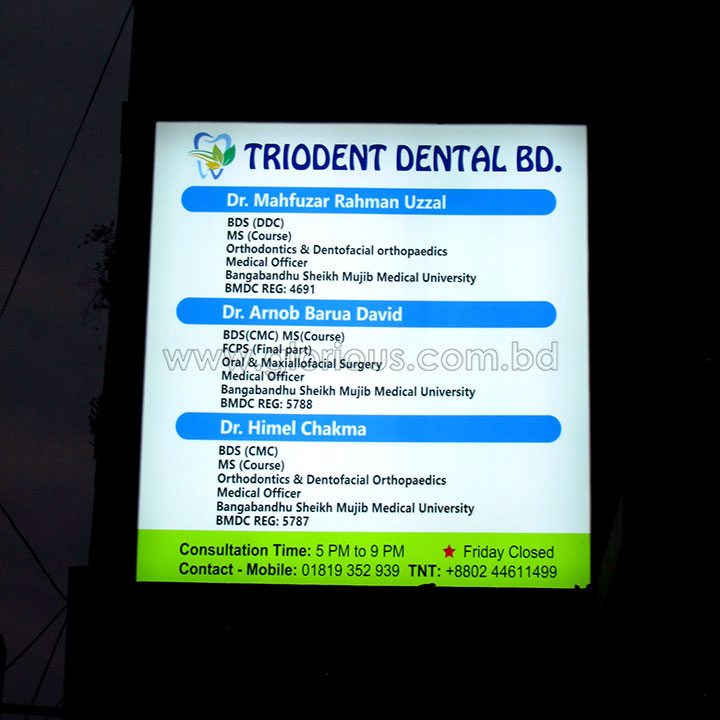 TRIODENT DENTAL BD.
Dr. Mahfuzar Rahman Uzzal
BDS (DDC)
MS (Course)
Orthodontics & Dentofacial orthopaedics
Medical Officer
Bangabandhu Sheikh Mujib Medical University
BMDC REG: 4691
Dr. Arnob Barua David
BDS(CMC) MS(Course)
FCPS (Final part)
www.glorious.com.bd
Oral & Maxiallofacial Surgery
Medical Officer
Bangabandhu Sheikh Mujib Medical University
BMDC REG: 5788
Dr. Himel Chakma
BDS (CMC)
MS (Course)
Orthodontics & Dentofacial Orthopaedics
Medical Officer
Bangabandhu Sheikh Mujib Medical University
BMDC REG: 5787
Consultation Time: 5 PM to 9 PM ★ Friday Closed
Contact - Mobile: 01819 352 939 TNT: +8802 44611499